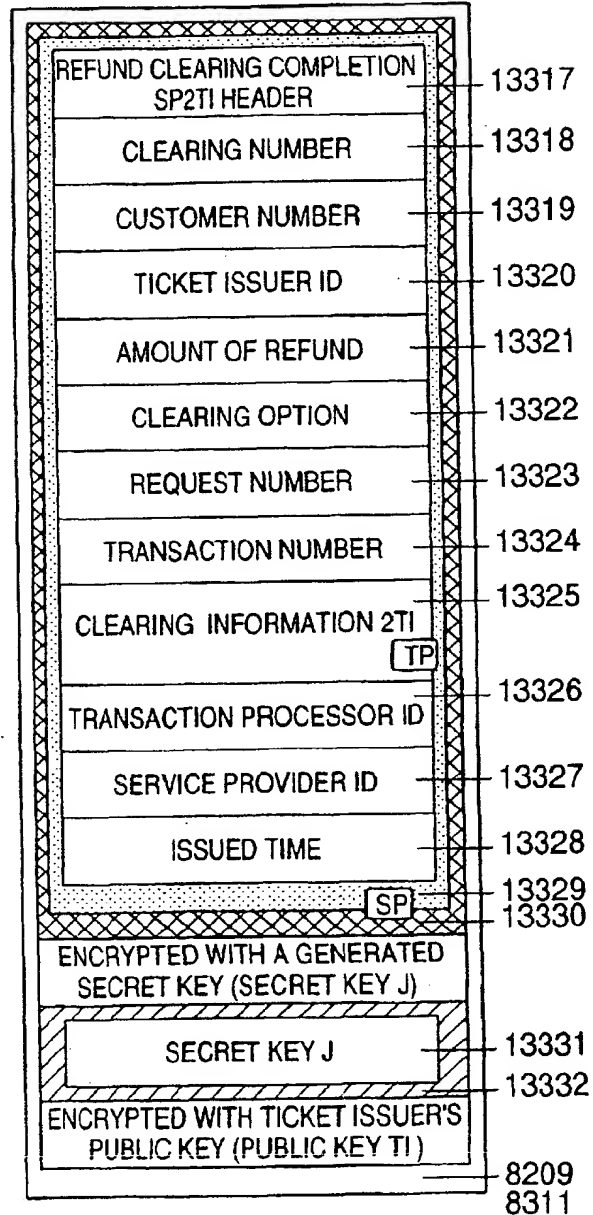 REFUND CLEARING COMPLETION
SP2TI HEADER
13317
CLEARING NUMBER
13318
CUSTOMER NUMBER
13319
TICKET ISSUER ID
13320
AMOUNT OF REFUND
13321
CLEARING OPTION
13322
REQUEST NUMBER
13323
TRANSACTION NUMBER
13324
13325
CLEARING INFORMATION 2TI
TP
13326
TRANSACTION PROCESSOR ID
SERVICE PROVIDER ID
13327
ISSUED TIME
13328
13329
SP
13330
ENCRYPTED WITH A GENERATED
SECRET KEY (SECRET KEY J)
SECRET KEY J
13331
13332
ENCRYPTED WITH TICKET ISSUER'S
PUBLIC KEY (PUBLIC KEY TI )
8209
8311